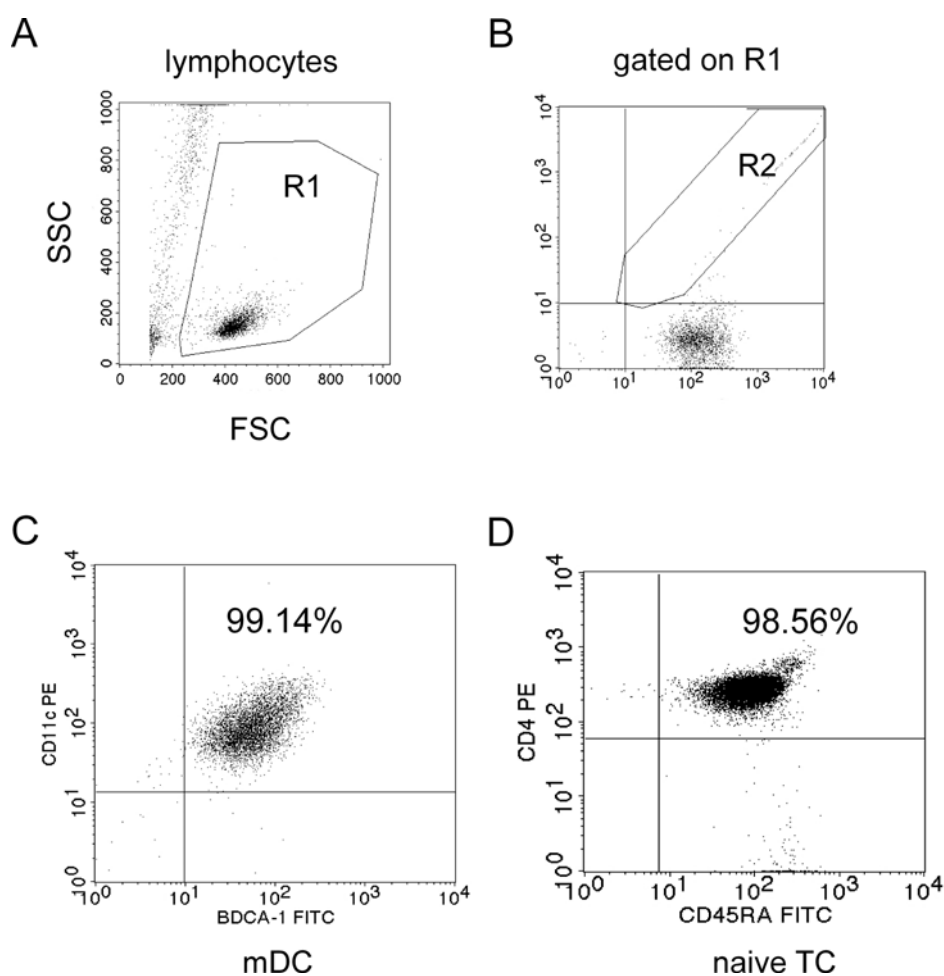 A
lymphocytes
1000
800
600
400
200
0
SSC
R1
0 200 400 600 800 1000
FSC
B
gated on R1
10^4
10^3
10^2
10^1
10^0
R2
10^0 10^1 10^2 10^3 10^4
C
10^4
10^3
10^2
10^1
10^0
CD11c PE
99.14%
10^0 10^1 10^2 10^3 10^4
BDCA-1 FITC
mDC
D
10^4
10^3
10^2
10^1
10^0
CD4 PE
98.56%
10^0 10^1 10^2 10^3 10^4
CD45RA FITC
naive TC